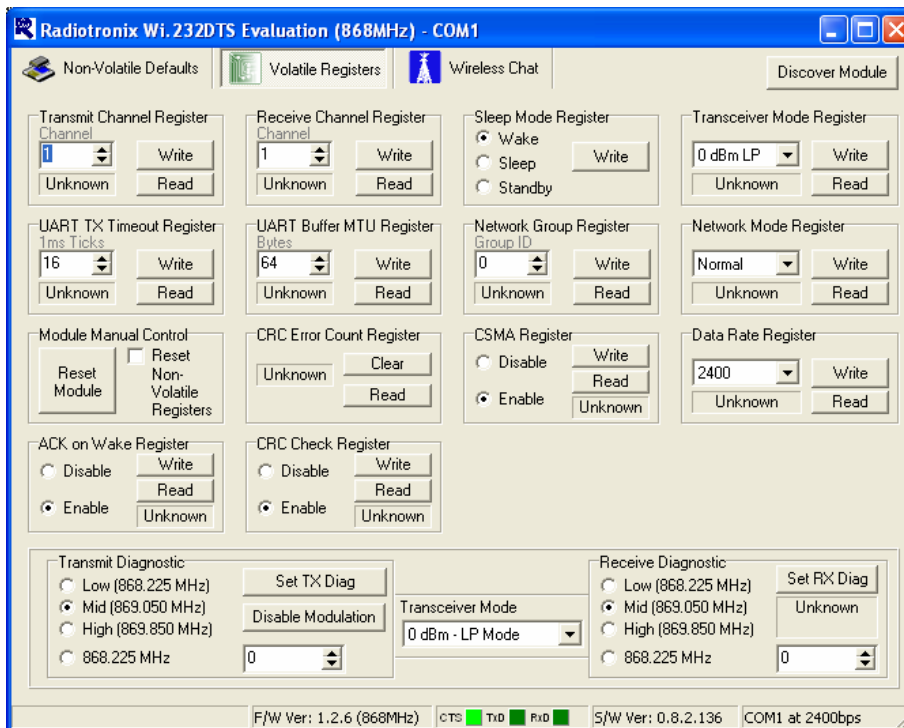 Radiotronix Wi.232DTS Evaluation (868MHz) - COM1
Non-Volatile Defaults
Volatile Registers
Wireless Chat
Discover Module
Transmit Channel Register
Channel
1
Write
Unknown
Read
Receive Channel Register
Channel
1
Write
Unknown
Read
Sleep Mode Register
Wake
Sleep
Standby
Write
Transceiver Mode Register
0 dBm LP
Write
Unknown
Read
UART TX Timeout Register
1ms Ticks
16
Write
Unknown
Read
UART Buffer MTU Register
Bytes
64
Write
Unknown
Read
Network Group Register
Group ID
0
Write
Unknown
Read
Network Mode Register
Normal
Write
Unknown
Read
Module Manual Control
Reset
Module
Reset
Non-
Volatile
Registers
CRC Error Count Register
Unknown
Clear
Read
CSMA Register
Disable
Enable
Write
Read
Unknown
Data Rate Register
2400
Write
Unknown
Read
ACK on Wake Register
Disable
Enable
Write
Read
Unknown
CRC Check Register
Disable
Enable
Write
Read
Unknown
Transmit Diagnostic
Low (868.225 MHz)
Mid (869.050 MHz)
High (869.850 MHz)
868.225 MHz
Set TX Diag
Disable Modulation
0
Transceiver Mode
0 dBm - LP Mode
Receive Diagnostic
Low (868.225 MHz)
Mid (869.050 MHz)
High (869.850 MHz)
868.225 MHz
Set RX Diag
Unknown
0
F/W Ver: 1.2.6 (868MHz)
CTS TxD RxD
S/W Ver: 0.8.2.136
COM1 at 2400bps